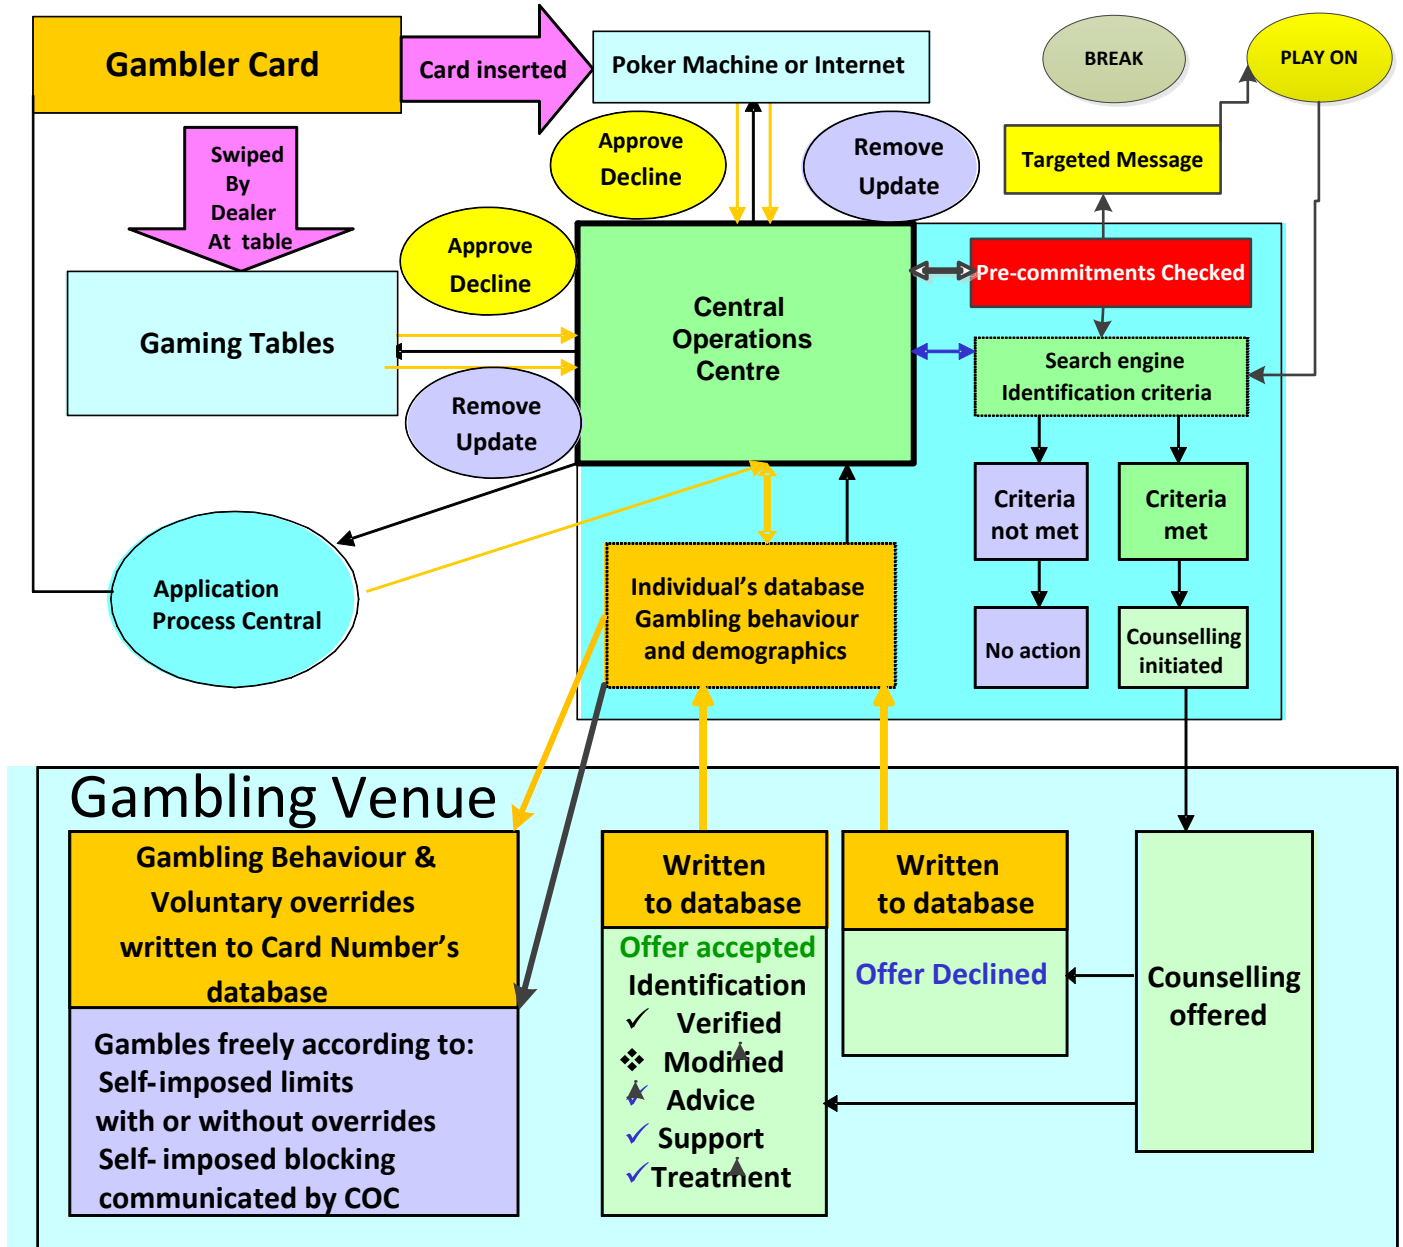 Gambler Card
Card inserted
Poker Machine or Internet
BREAK
PLAY ON
Swiped
By
Dealer
At table
Approve
Decline
Remove
Update
Targeted Message
Approve
Decline
Pre-commitments Checked
Gaming Tables
Central
Operations
Centre
Search engine
Identification criteria
Remove
Update
Criteria
not met
Criteria
met
Application
Process Central
Individual’s database
Gambling behaviour
and demographics
No action
Counselling
initiated
Gambling Venue
Gambling Behaviour &
Voluntary overrides
written to Card Number’s
database
Gambles freely according to:
Self-imposed limits
with or without overrides
Self- imposed blocking
communicated by COC
Written
to database
Offer accepted
Identification
✓ Verified
❖ Modified
✓ Advice
✓ Support
✓ Treatment
Written
to database
Offer Declined
Counselling
offered